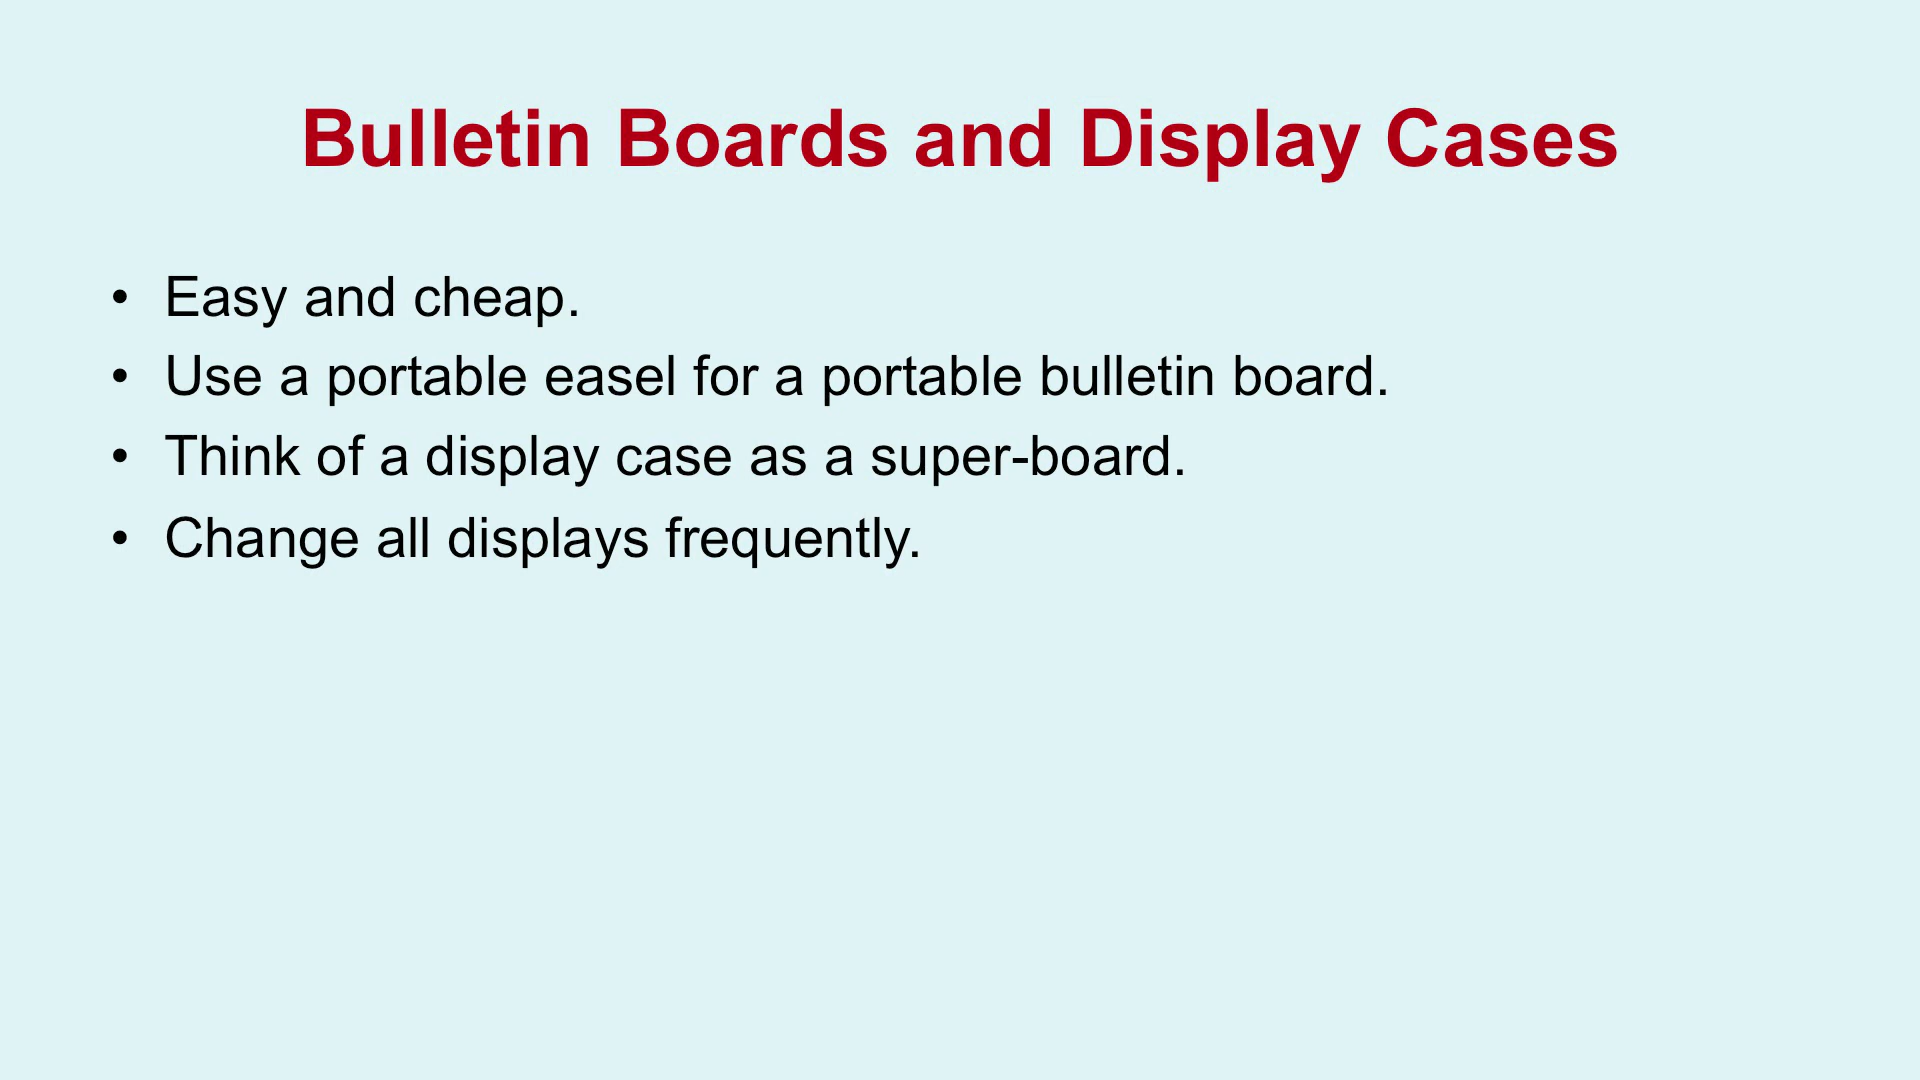 Bulletin Boards and Display Cases
• Easy and cheap.
• Use a portable easel for a portable bulletin board.
• Think of a display case as a super-board.
• Change all displays frequently.